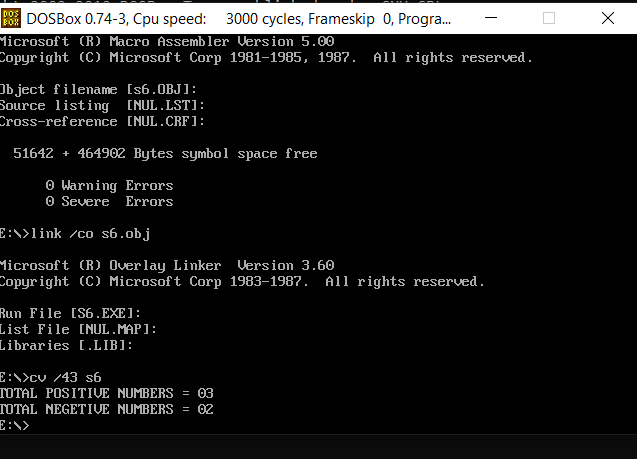 DOSBox 0.74-3, Cpu speed: 3000 cycles, Frameskip 0, Progra...
Microsoft (R) Macro Assembler Version 5.00
Copyright (C) Microsoft Corp 1981-1985, 1987. All rights reserved.
Object filename [s6.OBJ]:
Source listing [NUL.LST]:
Cross-reference [NUL.CRF]:
51642 + 464902 Bytes symbol space free
0 Warning Errors
0 Severe Errors
E:\>link /co s6.obj
Microsoft (R) Overlay Linker Version 3.60
Copyright (C) Microsoft Corp 1983-1987. All rights reserved.
Run File [S6.EXE]:
List File [NUL.MAP]:
Libraries [.LIB]:
E:\>cv /43 s6
TOTAL POSITIVE NUMBERS = 03
TOTAL NEGETIVE NUMBERS = 02
E:\>